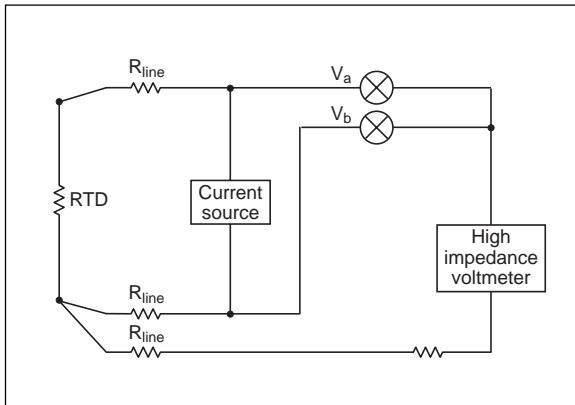 R_line
V_a
V_b
RTD
Current
source
High
impedance
voltmeter
R_line
R_line